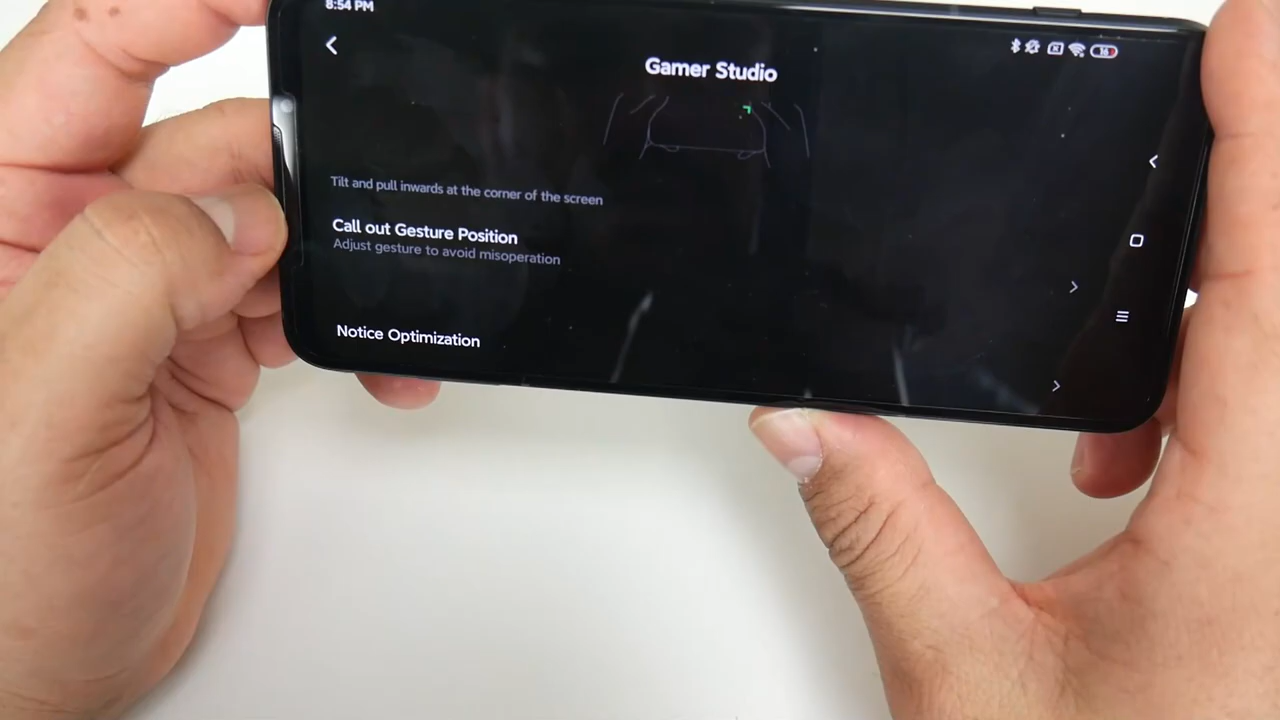 8:54 PM
16
Gamer Studio
Tilt and pull inwards at the corner of the screen
Call out Gesture Position
Adjust gesture to avoid misoperation
Notice Optimization